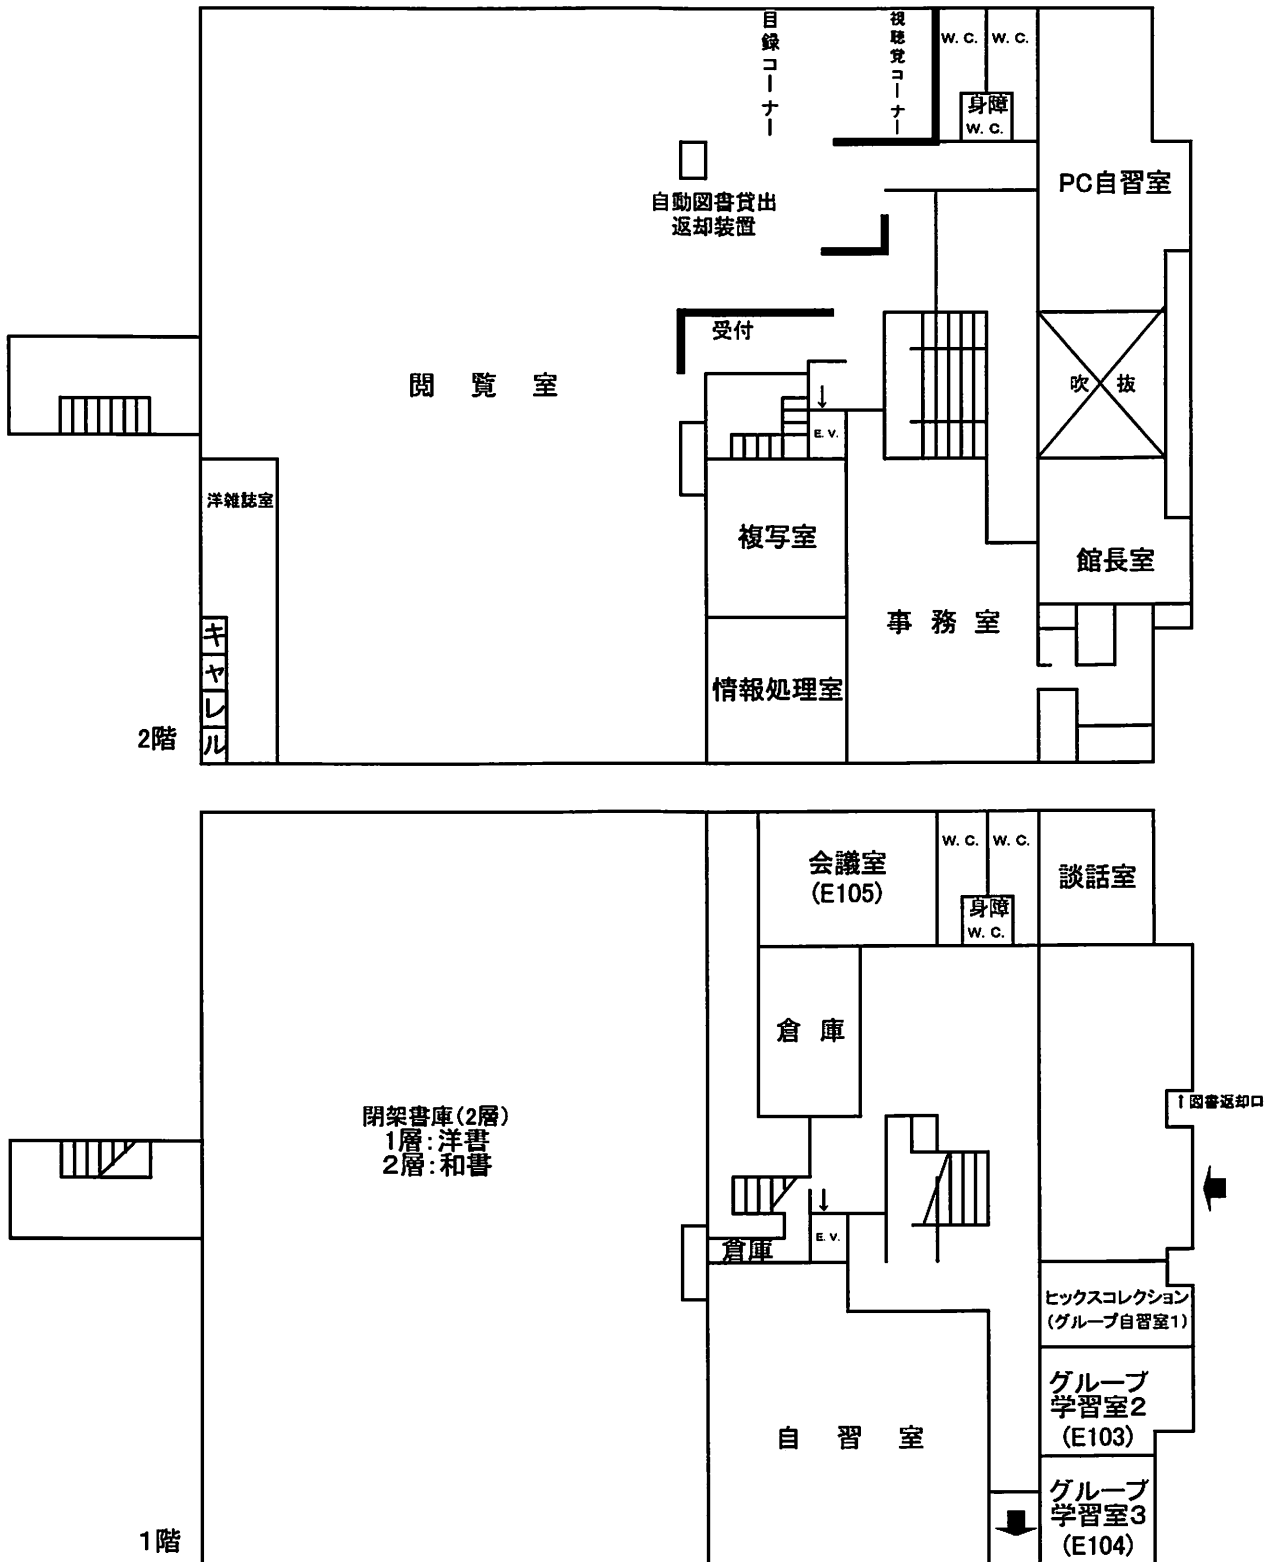 目録コーナー
視聴覚コーナー
W. C.
W. C.
身障
W. C.
PC自習室
自動図書貸出
返却装置
受付
吹抜
閲覧室
E. V.
洋雑誌室
複写室
館長室
事務室
キャレル
情報処理室
2階
会議室
(E105)
W. C.
W. C.
身障
W. C.
談話室
倉庫
閉架書庫(2層)
1層:洋書
2層:和書
↑図書返却口
E. V.
倉庫
ヒックスコレクション
(グループ自習室1)
グループ
学習室2
(E103)
自習室
グループ
学習室3
(E104)
1階